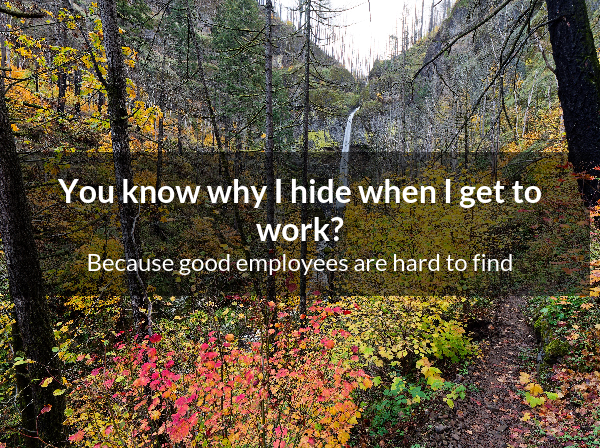 You know why I hide when I get to
work?
Because good employees are hard to find